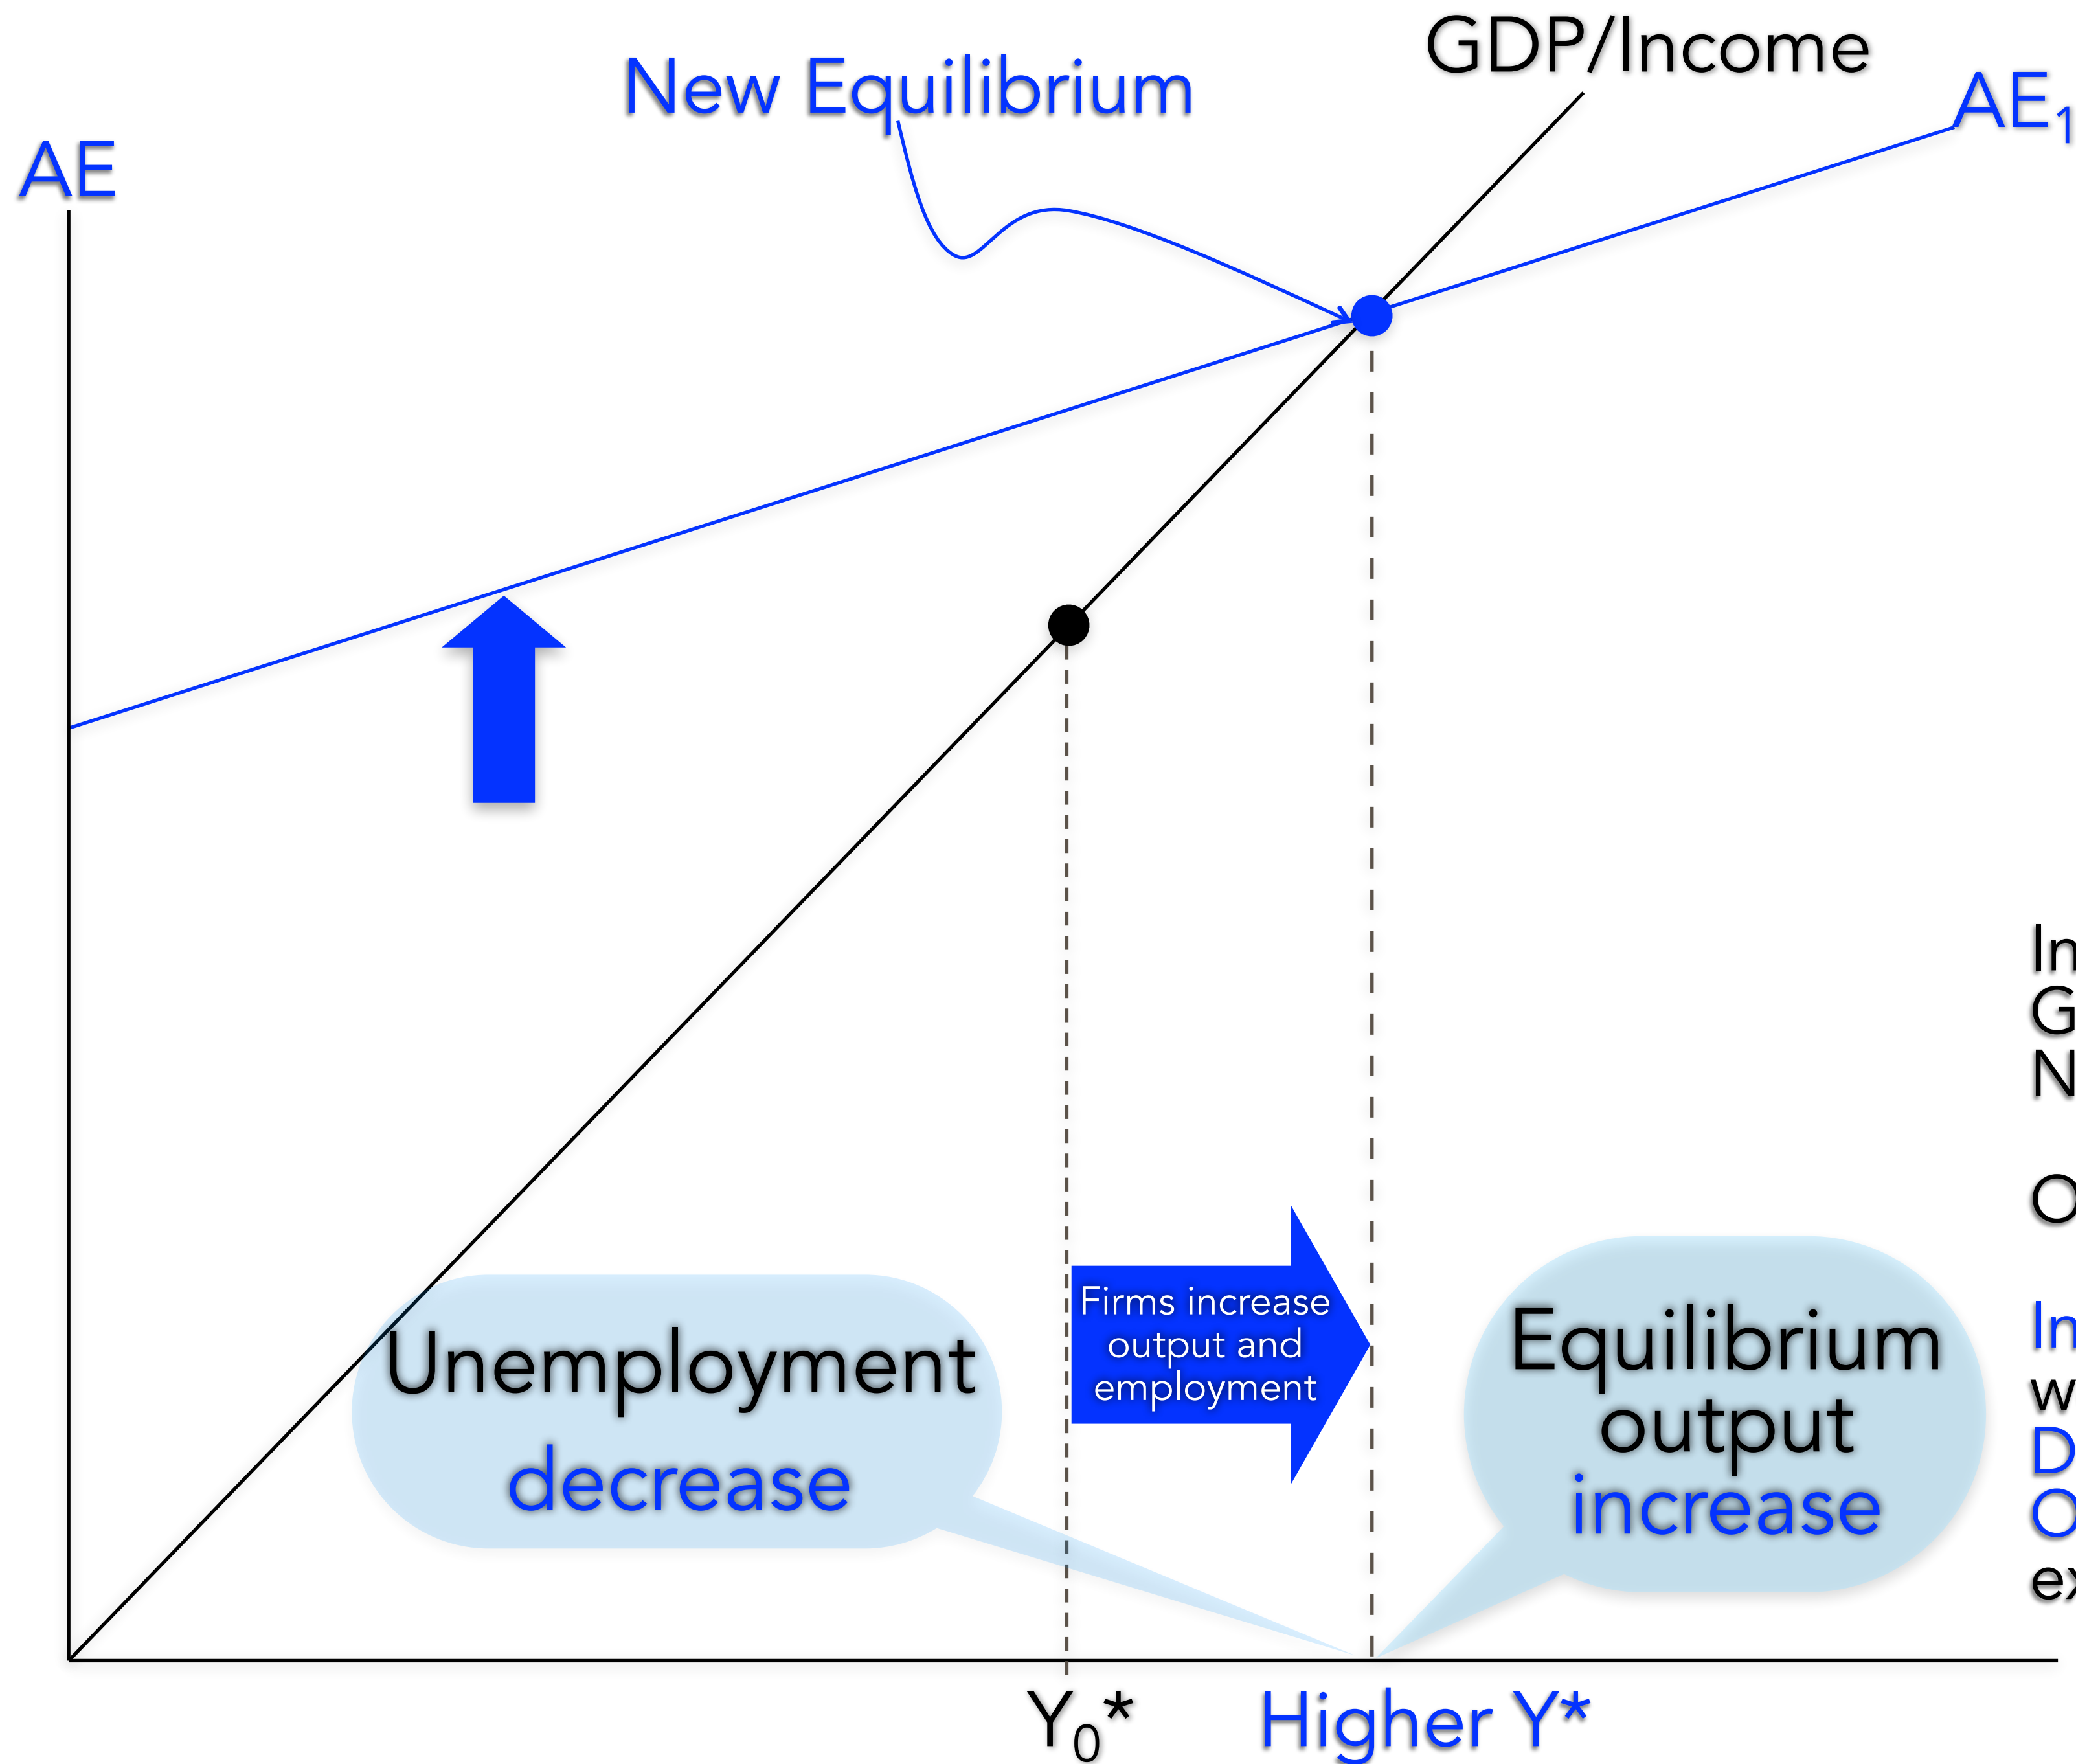 GDP/Income
New Equilibrium
AE₁
AE
Firms increase
output and
employment
Unemployment
decrease
Equilibrium
output
increase
Y₀*
Higher Y*